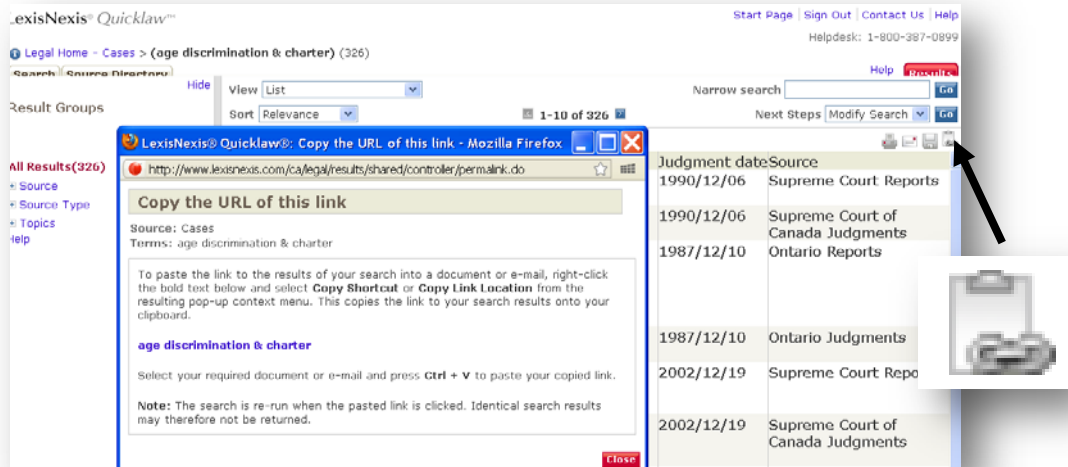 LexisNexis® Quicklaw™
Start Page | Sign Out | Contact Us | Help
Helpdesk: 1-800-387-0899
Legal Home - Cases > (age discrimination & charter) (326)
Search Source Directory
Help Results
Result Groups
Hide
View List
Narrow search Go
Sort Relevance
1-10 of 326
Next Steps Modify Search Go
All Results(326)
Source
Source Type
Topics
Help
LexisNexis® Quicklaw®: Copy the URL of this link - Mozilla Firefox
http://www.lexisnexis.com/ca/legal/results/shared/controller/permalink.do
Copy the URL of this link
Source: Cases
Terms: age discrimination & charter
To paste the link to the results of your search into a document or e-mail, right-click
the bold text below and select Copy Shortcut or Copy Link Location from the
resulting pop-up context menu. This copies the link to your search results onto your
clipboard.
age discrimination & charter
Select your required document or e-mail and press Ctrl + V to paste your copied link.
Note: The search is re-run when the pasted link is clicked. Identical search results
may therefore not be returned.
Close
Judgment date Source
1990/12/06 Supreme Court Reports
1990/12/06 Supreme Court of
Canada Judgments
1987/12/10 Ontario Reports
1987/12/10 Ontario Judgments
2002/12/19 Supreme Court Repo
2002/12/19 Supreme Court of
Canada Judgments